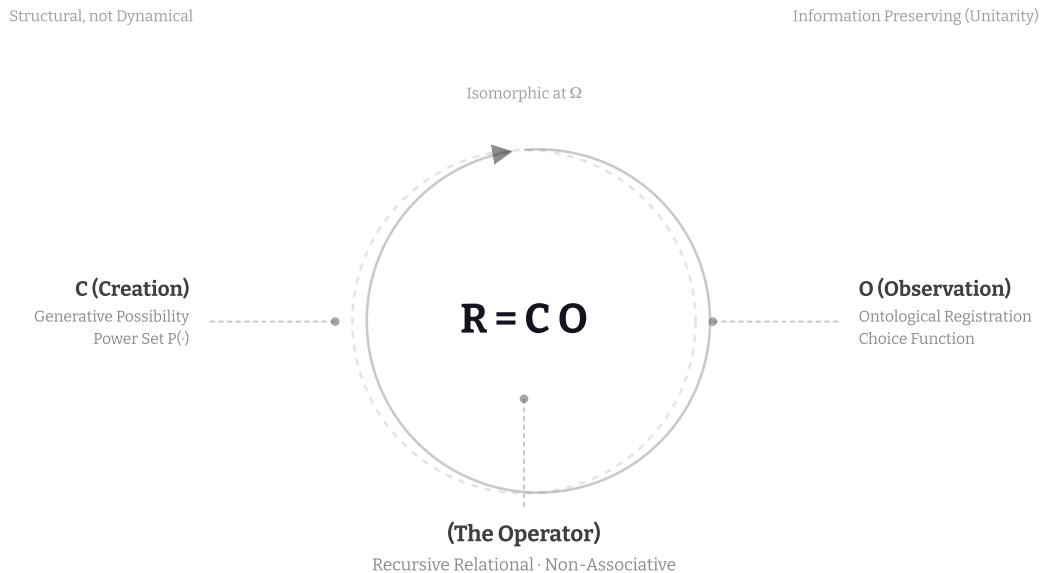 Structural, not Dynamical
Information Preserving (Unitarity)
Isomorphic at Ω
C (Creation)
Generative Possibility
Power Set P(·)
R = C O
O (Observation)
Ontological Registration
Choice Function
(The Operator)
Recursive Relational · Non-Associative